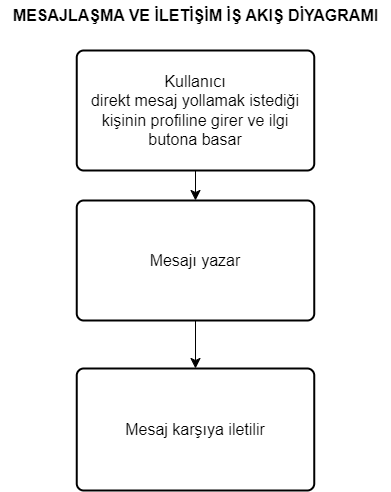 MESAJLAŞMA VE İLETİŞİM İŞ AKIŞ DİYAGRAMI
Kullanıcı
direkt mesaj yollamak istediği
kişinin profiline girer ve ilgi
butona basar
Mesajı yazar
Mesaj karşıya iletilir